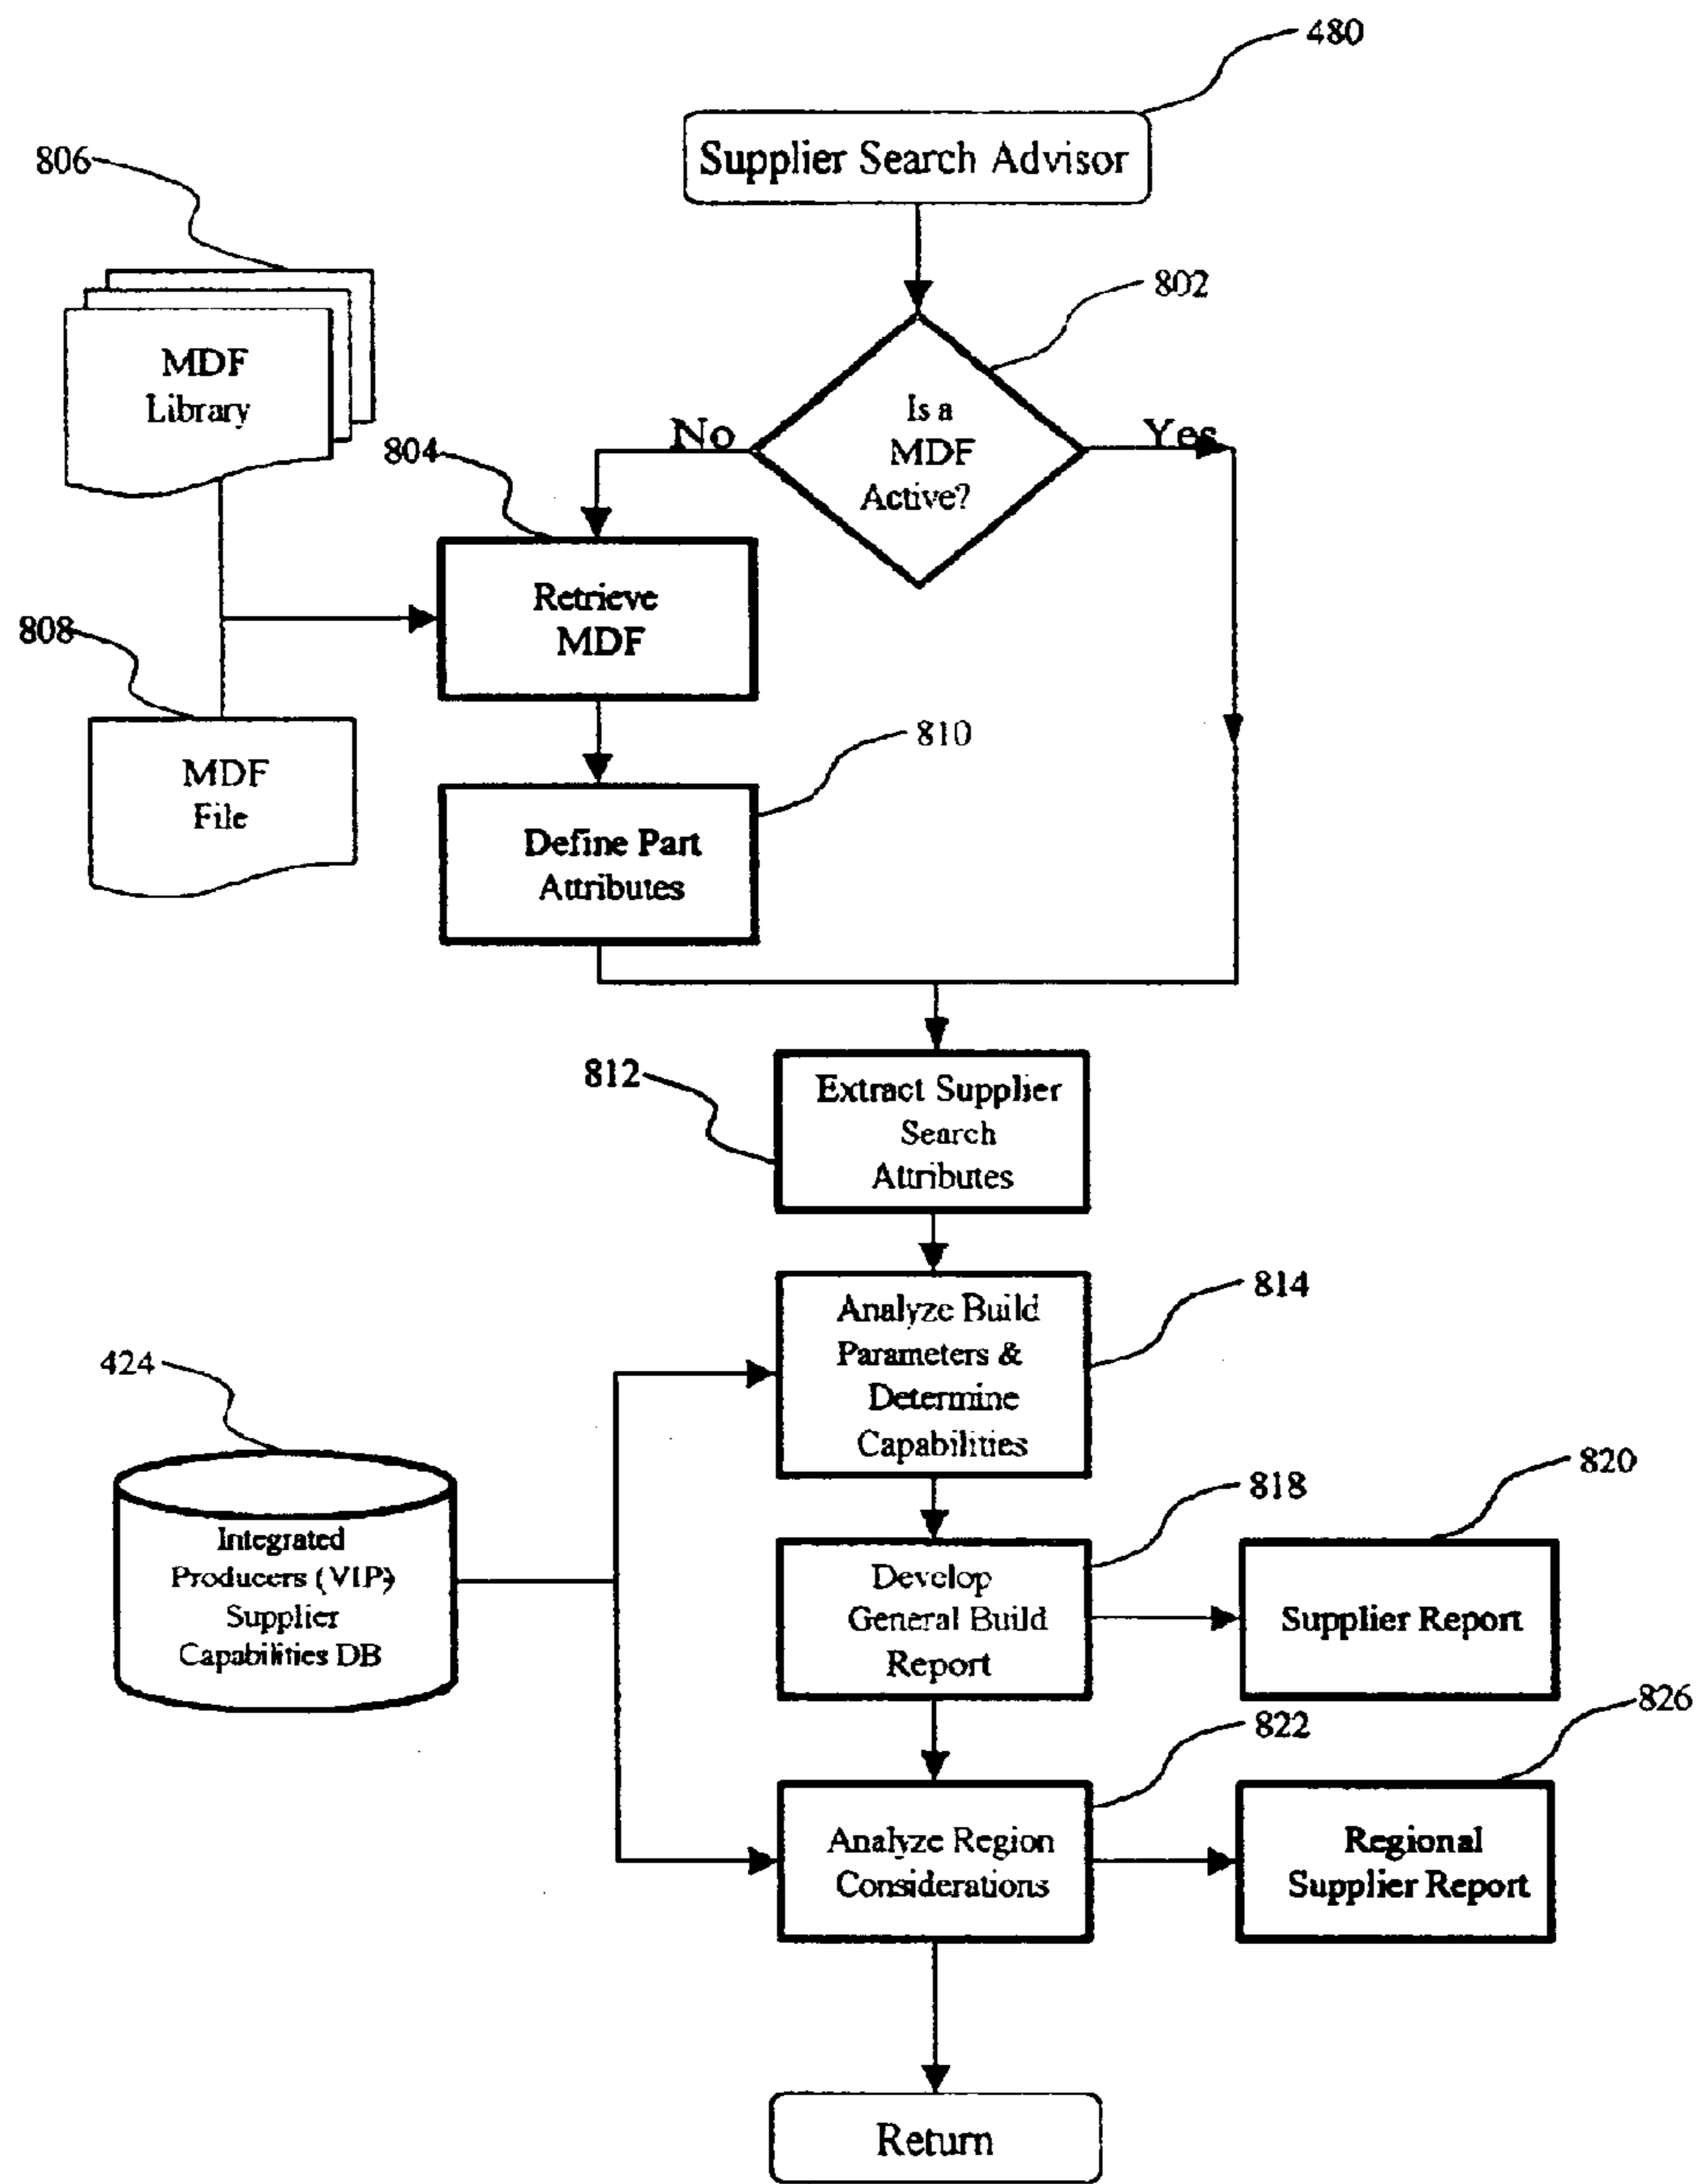 480
Supplier Search Advisor
806
802
MDF
Library
Is a
MDF
Active?
No
Yes
804
Retrieve
MDF
808
810
MDF
File
Define Part
Attributes
812
Extract Supplier
Search
Attributes
814
Analyze Build
Parameters &
Determine
Capabilities
424
Integrated
Producers (VIP)
Supplier
Capabilities DB
818
820
Develop
General Build
Report
Supplier Report
826
822
Analyze Region
Considerations
Regional
Supplier Report
Return